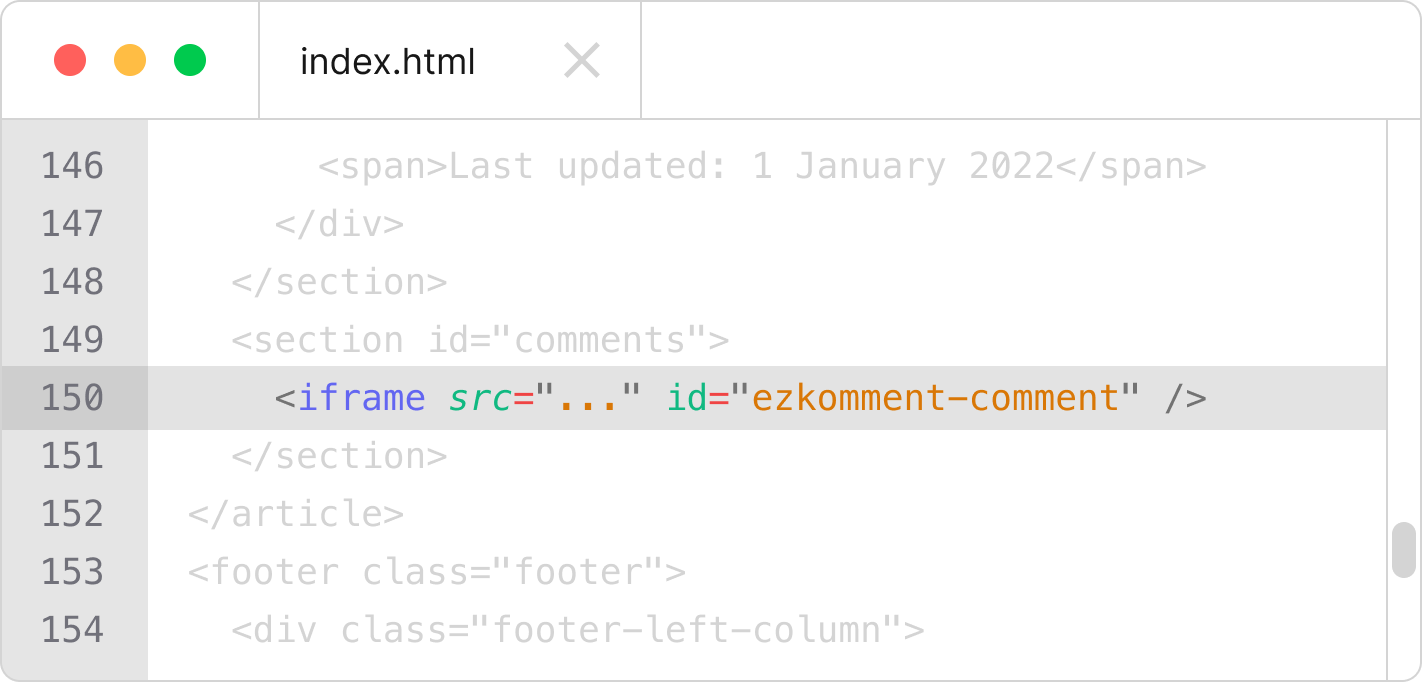 index.html
146 <span>Last updated: 1 January 2022</span>
147 </div>
148 </section>
149 <section id="comments">
150 <iframe src="..." id="ezkomment-comment" />
151 </section>
152 </article>
153 <footer class="footer">
154 <div class="footer-left-column">